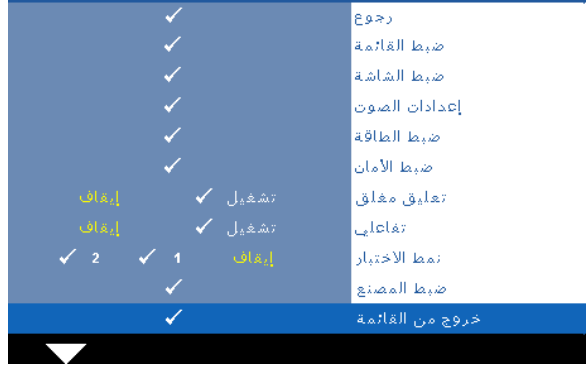 رجوع ✓
ضبط القائمة ✓
ضبط الشاشة ✓
إعدادات الصوت ✓
ضبط الطاقة ✓
ضبط الأمان ✓
تعليق مغلق تشغيل ✓ إيقاف
تفاعلي تشغيل ✓ إيقاف
نمط الاختبار إيقاف 1 ✓ 2 ✓
ضبط المصنع ✓
خروج من القائمة ✓